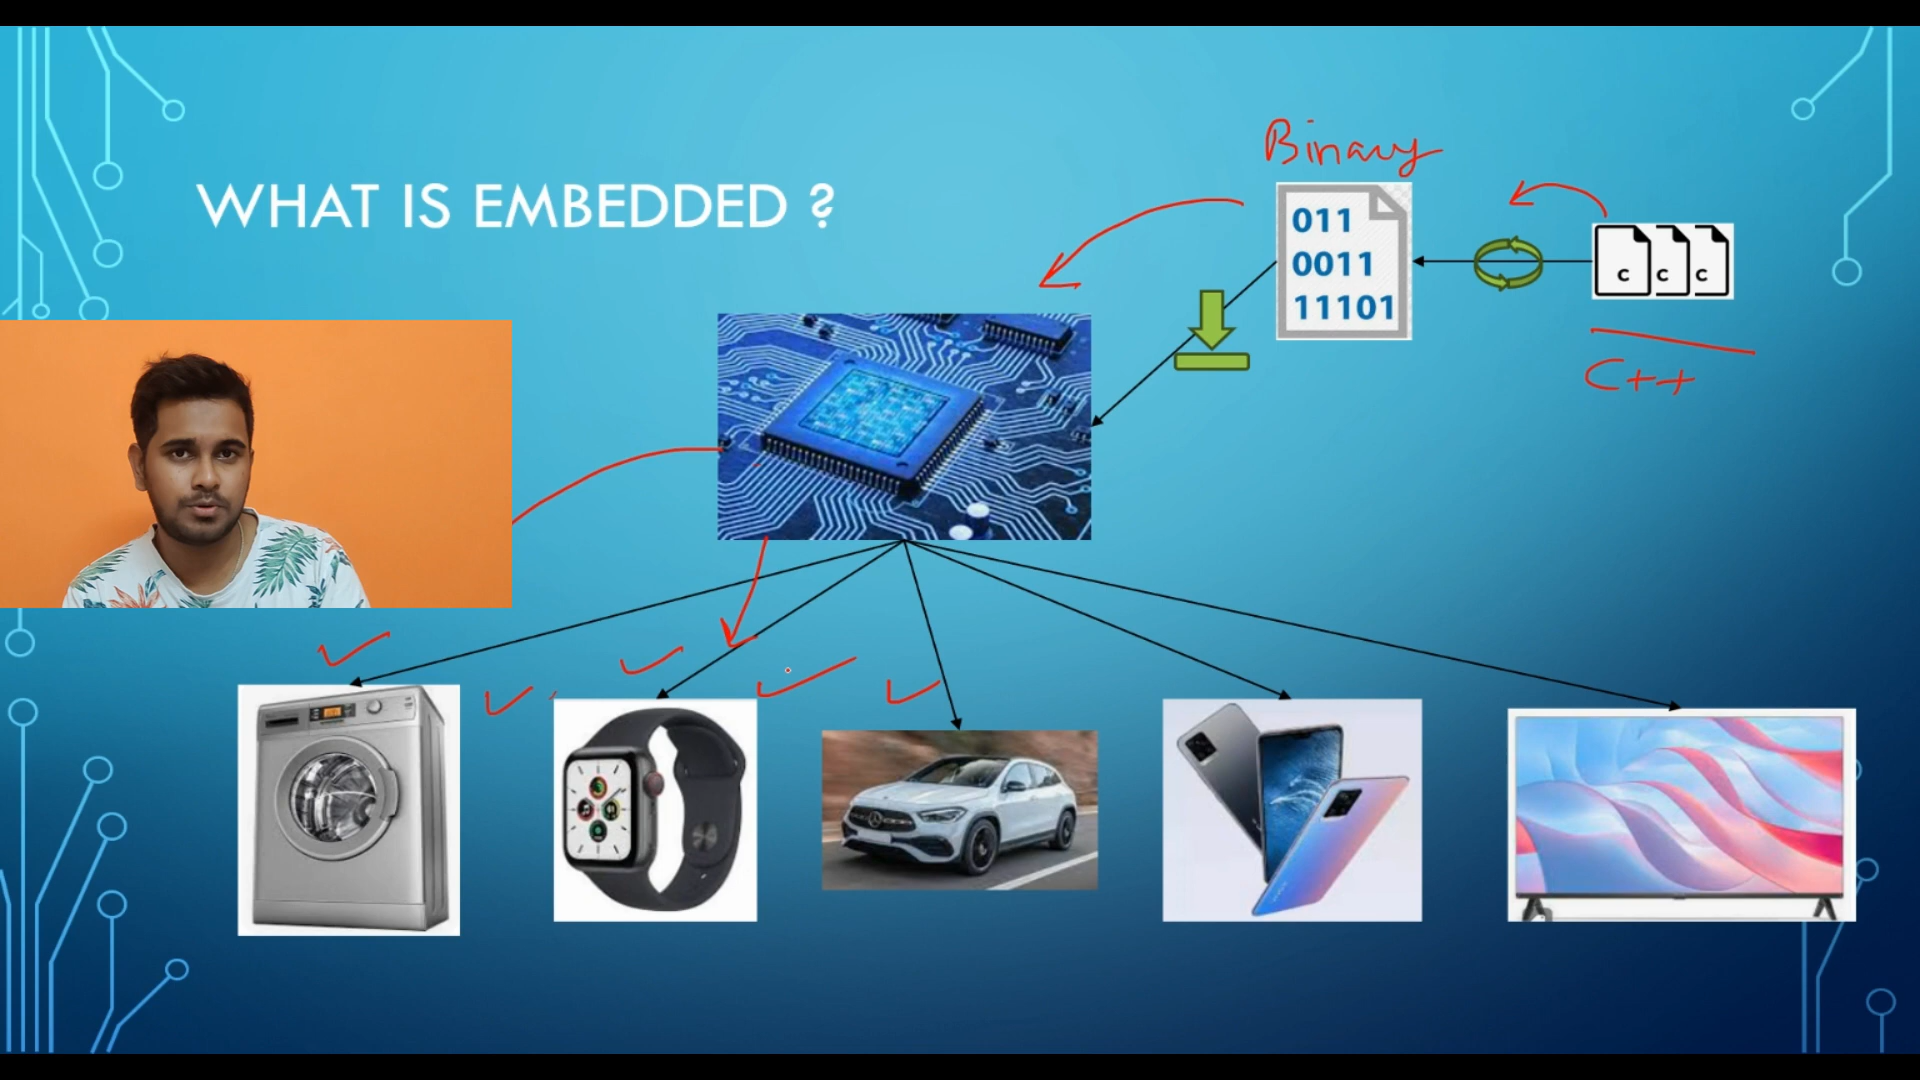 Binary
WHAT IS EMBEDDED ?
011
0011
11101
C C C
C++